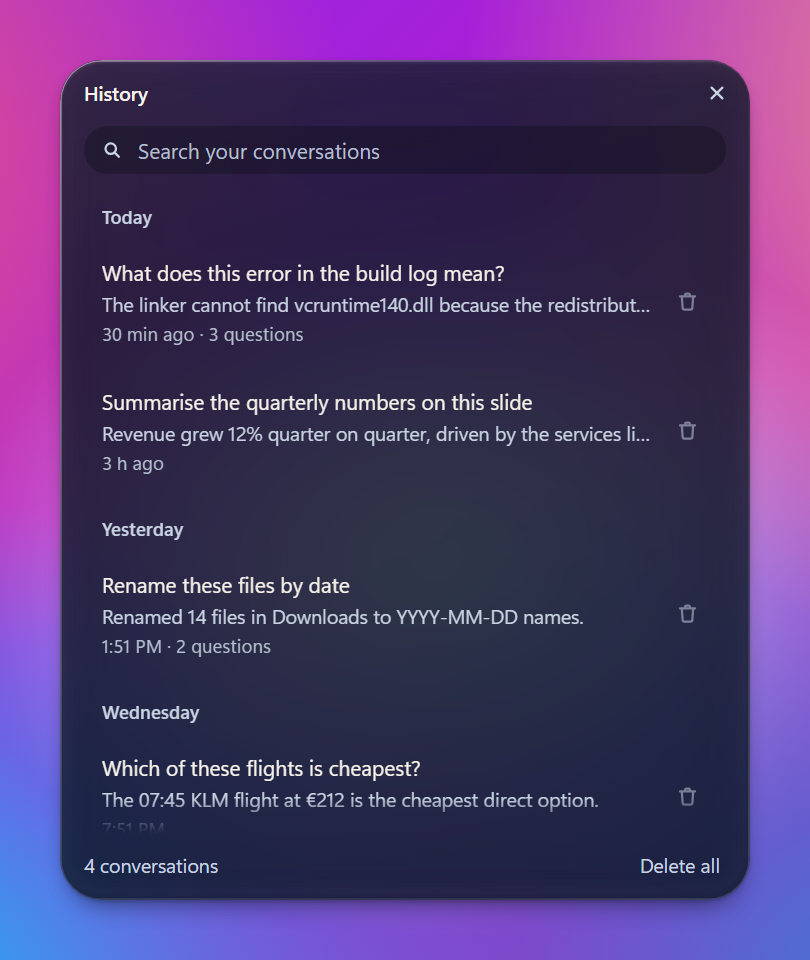 History
Search your conversations
Today
What does this error in the build log mean?
The linker cannot find vcruntime140.dll because the redistribut...
30 min ago · 3 questions
Summarise the quarterly numbers on this slide
Revenue grew 12% quarter on quarter, driven by the services li...
3 h ago
Yesterday
Rename these files by date
Renamed 14 files in Downloads to YYYY-MM-DD names.
1:51 PM · 2 questions
Wednesday
Which of these flights is cheapest?
The 07:45 KLM flight at €212 is the cheapest direct option.
7:51 PM
4 conversations
Delete all